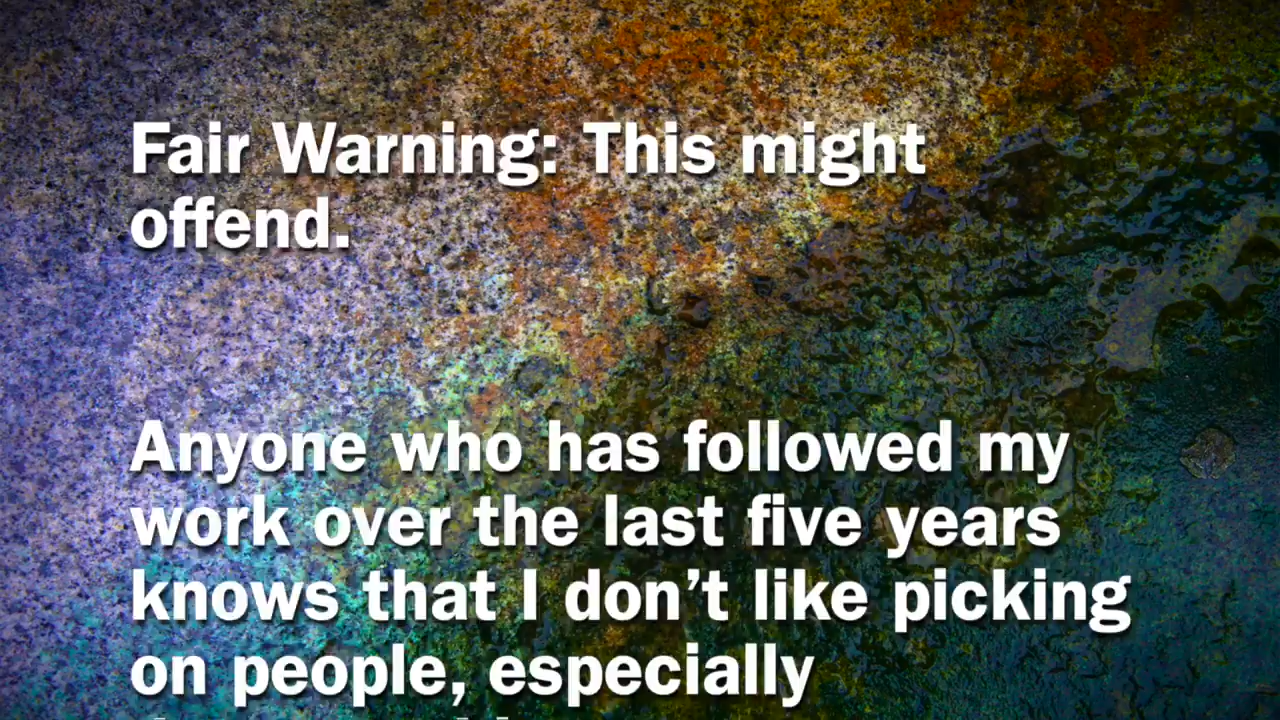 Fair Warning: This might
offend.
Anyone who has followed my
work over the last five years
knows that I don’t like picking
on people, especially